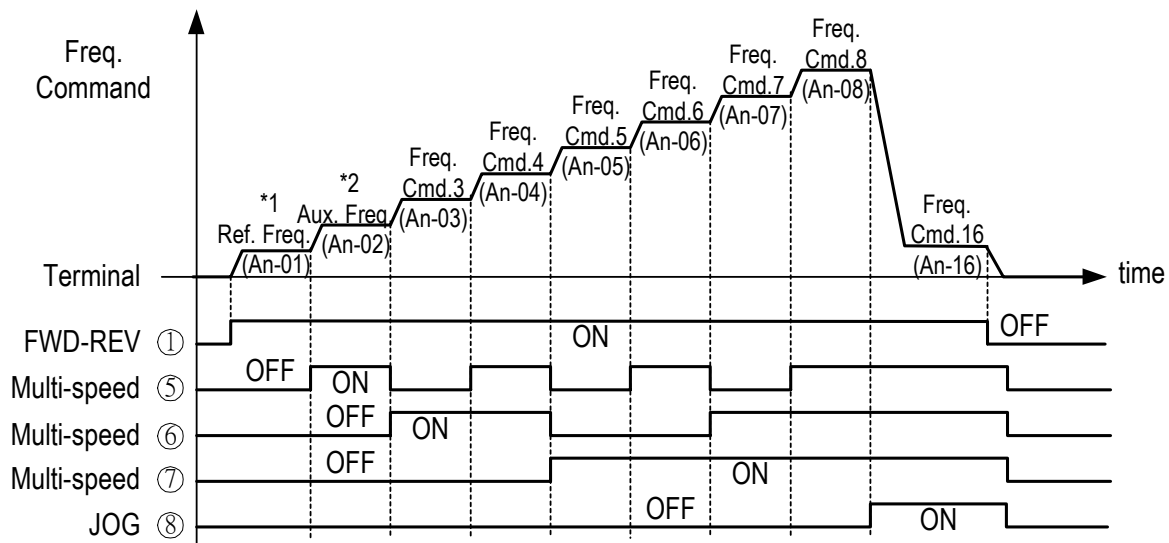 Freq.
Command
*1
Ref. Freq.
(An-01)
*2
Aux. Freq.
(An-02)
Freq.
Cmd.3
(An-03)
Freq.
Cmd.4
(An-04)
Freq.
Cmd.5
(An-05)
Freq.
Cmd.6
(An-06)
Freq.
Cmd.7
(An-07)
Freq.
Cmd.8
(An-08)
Freq.
Cmd.16
(An-16)
Terminal
time
FWD-REV ①
ON
OFF
Multi-speed ⑤
OFF
ON
Multi-speed ⑥
OFF
ON
Multi-speed ⑦
OFF
ON
JOG ⑧
OFF
ON